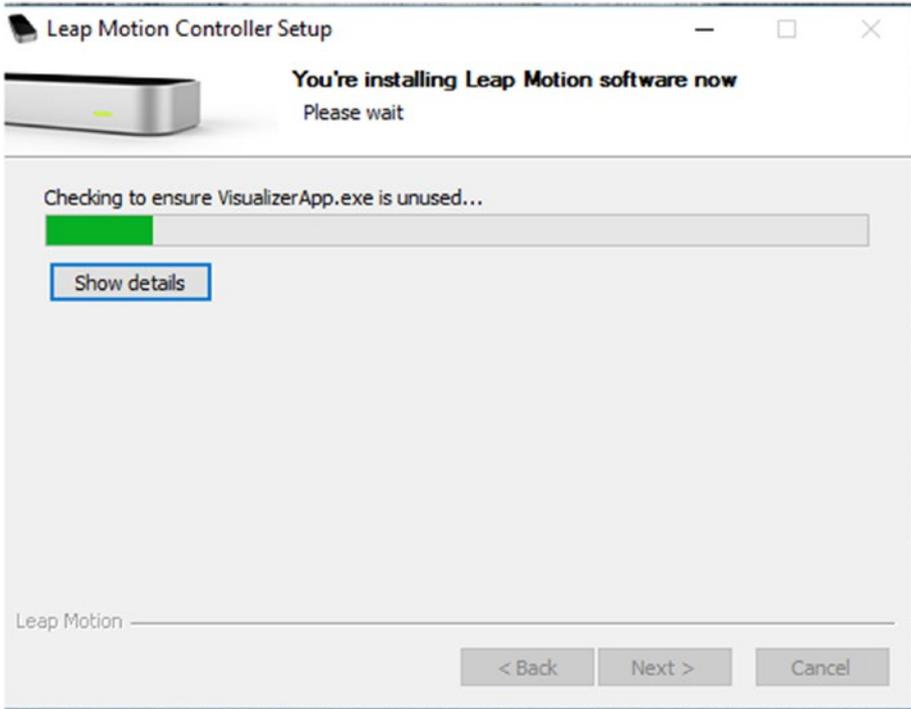 Leap Motion Controller Setup
You're installing Leap Motion software now
Please wait
Checking to ensure VisualizerApp.exe is unused...
Show details
Leap Motion
< Back Next > Cancel